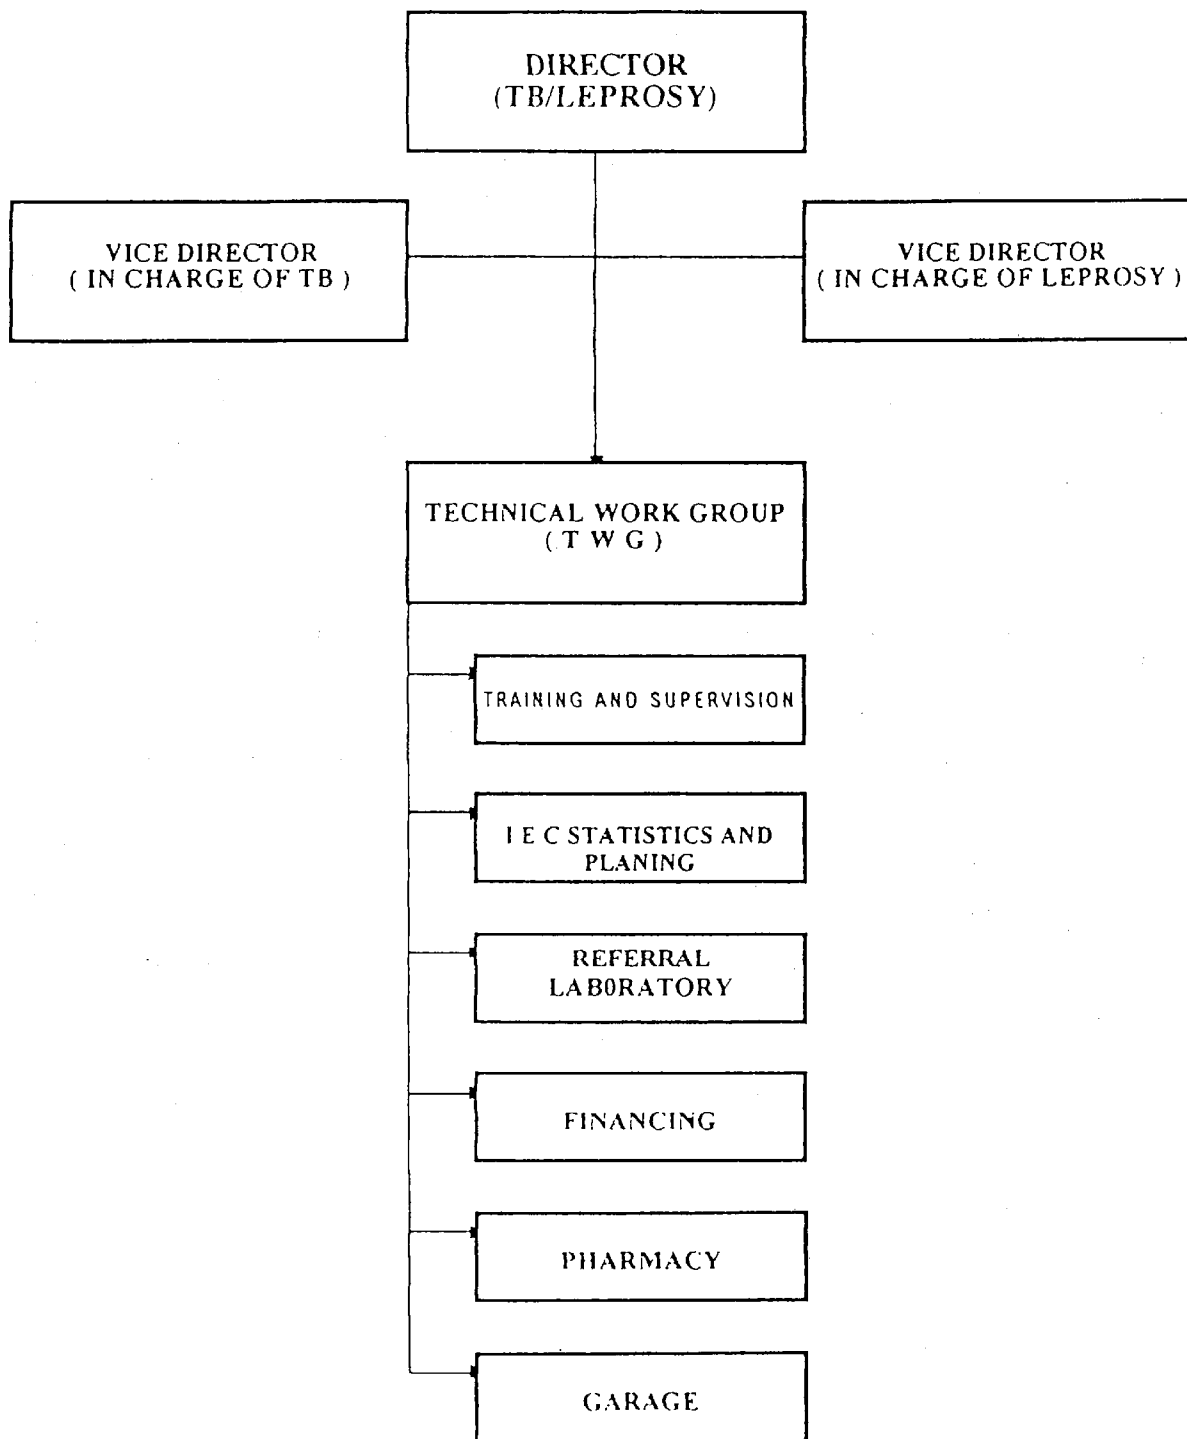 DIRECTOR
(TB/LEPROSY)
VICE DIRECTOR
( IN CHARGE OF TB )
VICE DIRECTOR
( IN CHARGE OF LEPROSY )
TECHNICAL WORK GROUP
( T W G )
TRAINING AND SUPERVISION
I E C STATISTICS AND
PLANING
REFERRAL
LAB0RATORY
FINANCING
PHARMACY
GARAGE